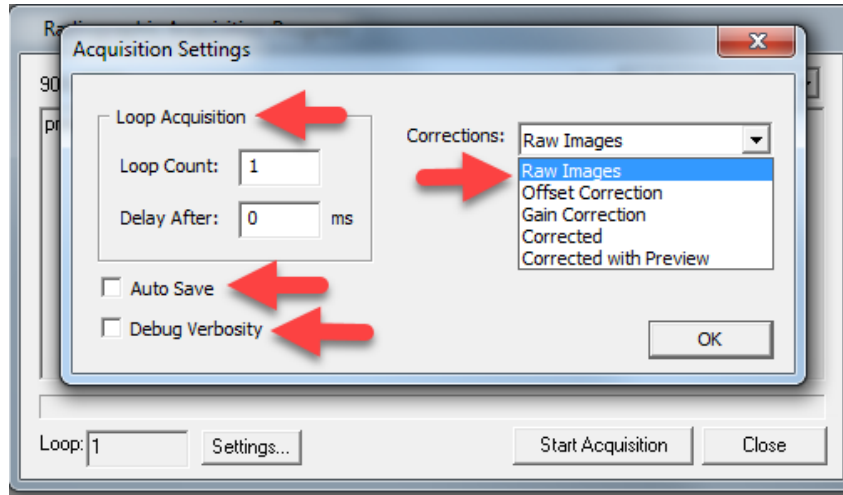 Acquisition Settings
Loop Acquisition
Loop Count: 1
Delay After: 0 ms
Auto Save
Debug Verbosity
Corrections: Raw Images
Raw Images
Offset Correction
Gain Correction
Corrected
Corrected with Preview
OK
Loop: 1 Settings... Start Acquisition Close